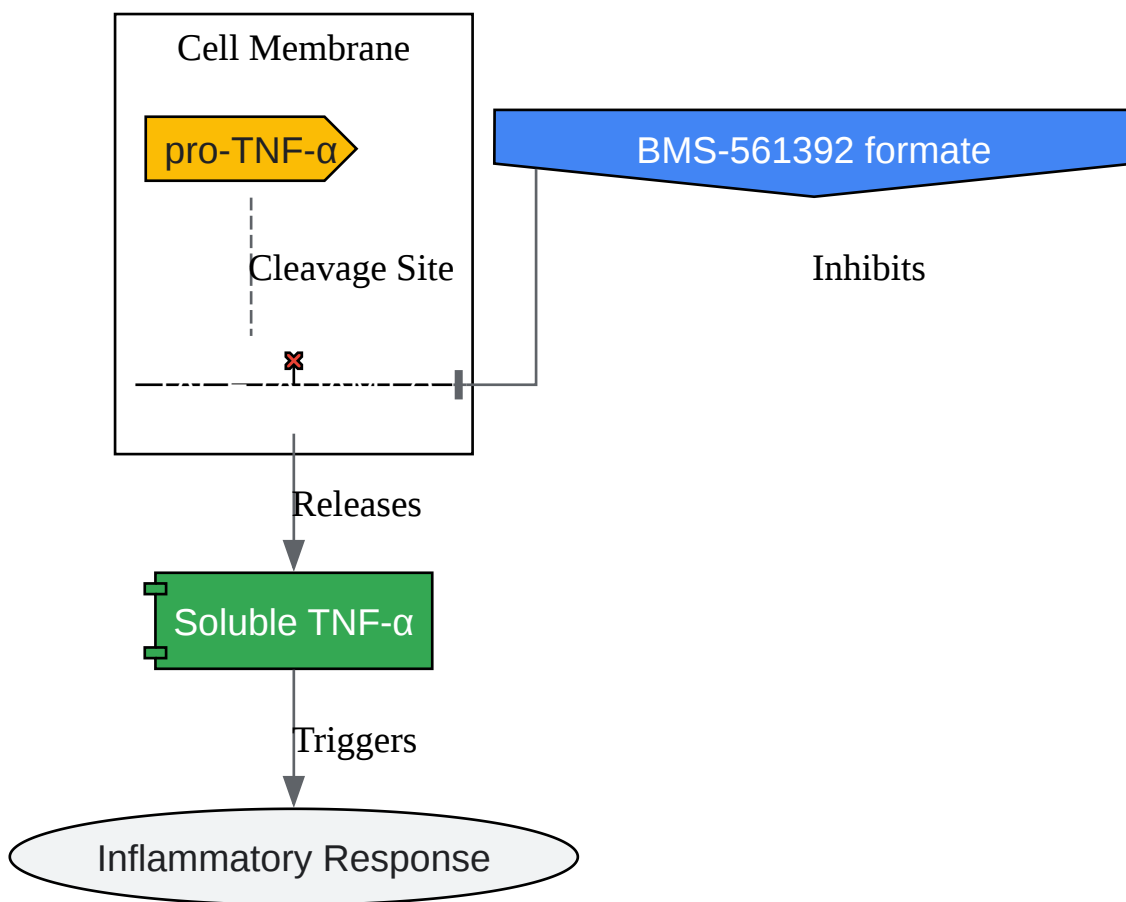 Cell Membrane
pro-TNF-α
BMS-561392 formate
Cleavage Site
Inhibits
Releases
Soluble TNF-α
Triggers
Inflammatory Response